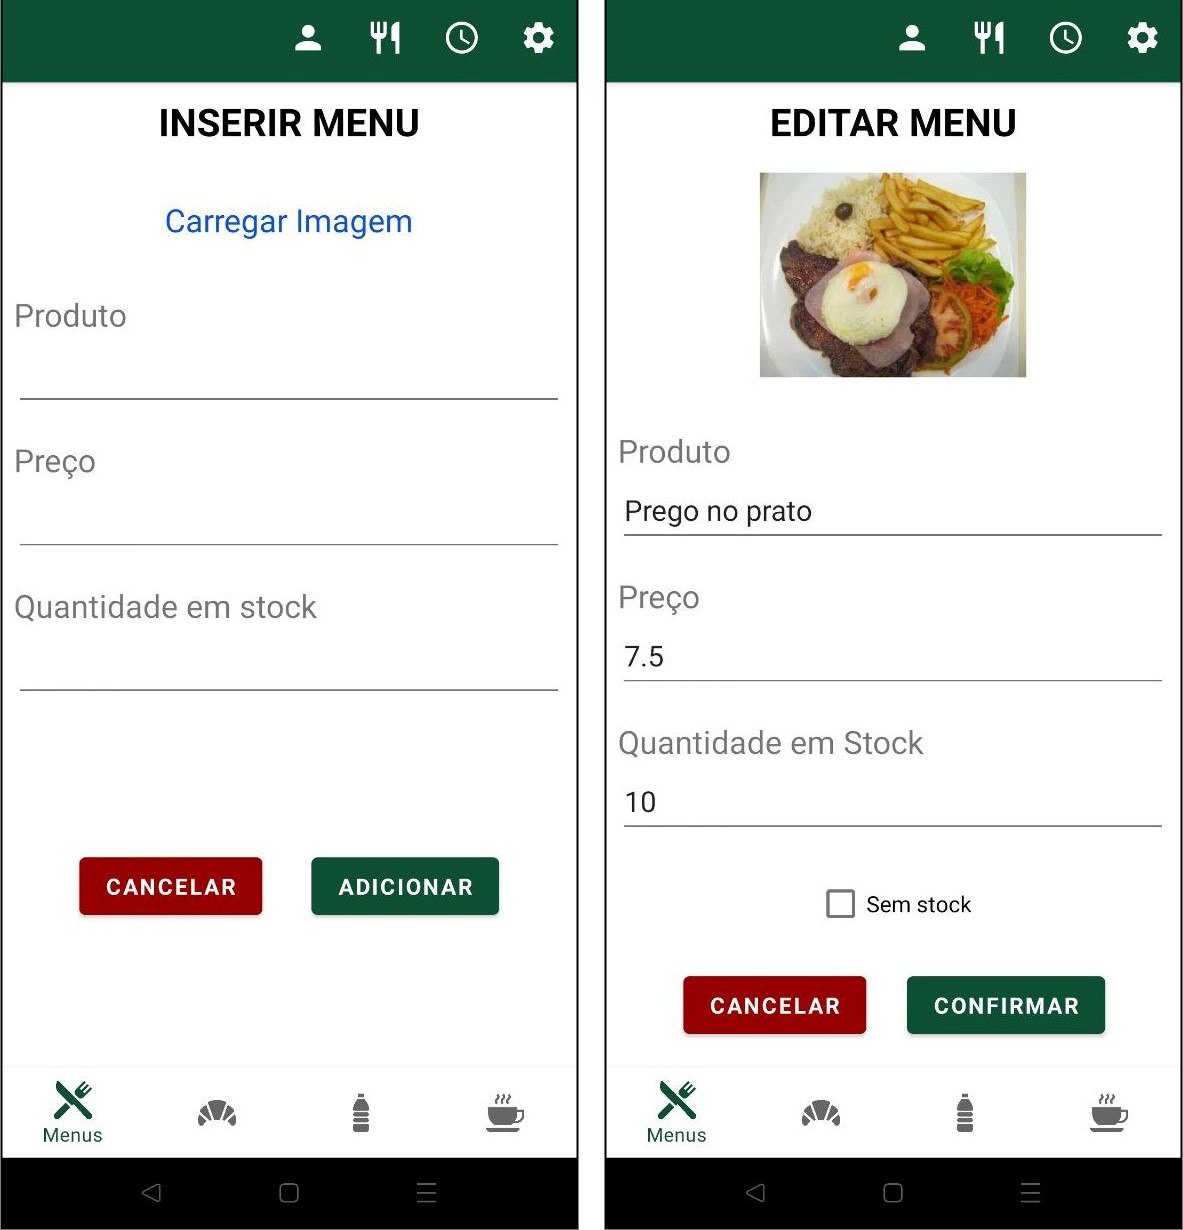 INSERIR MENU
Carregar Imagem
Produto
Preço
Quantidade em stock
CANCELAR
ADICIONAR
Menus
EDITAR MENU
Produto
Prego no prato
Preço
7.5
Quantidade em Stock
10
Sem stock
CANCELAR
CONFIRMAR
Menus